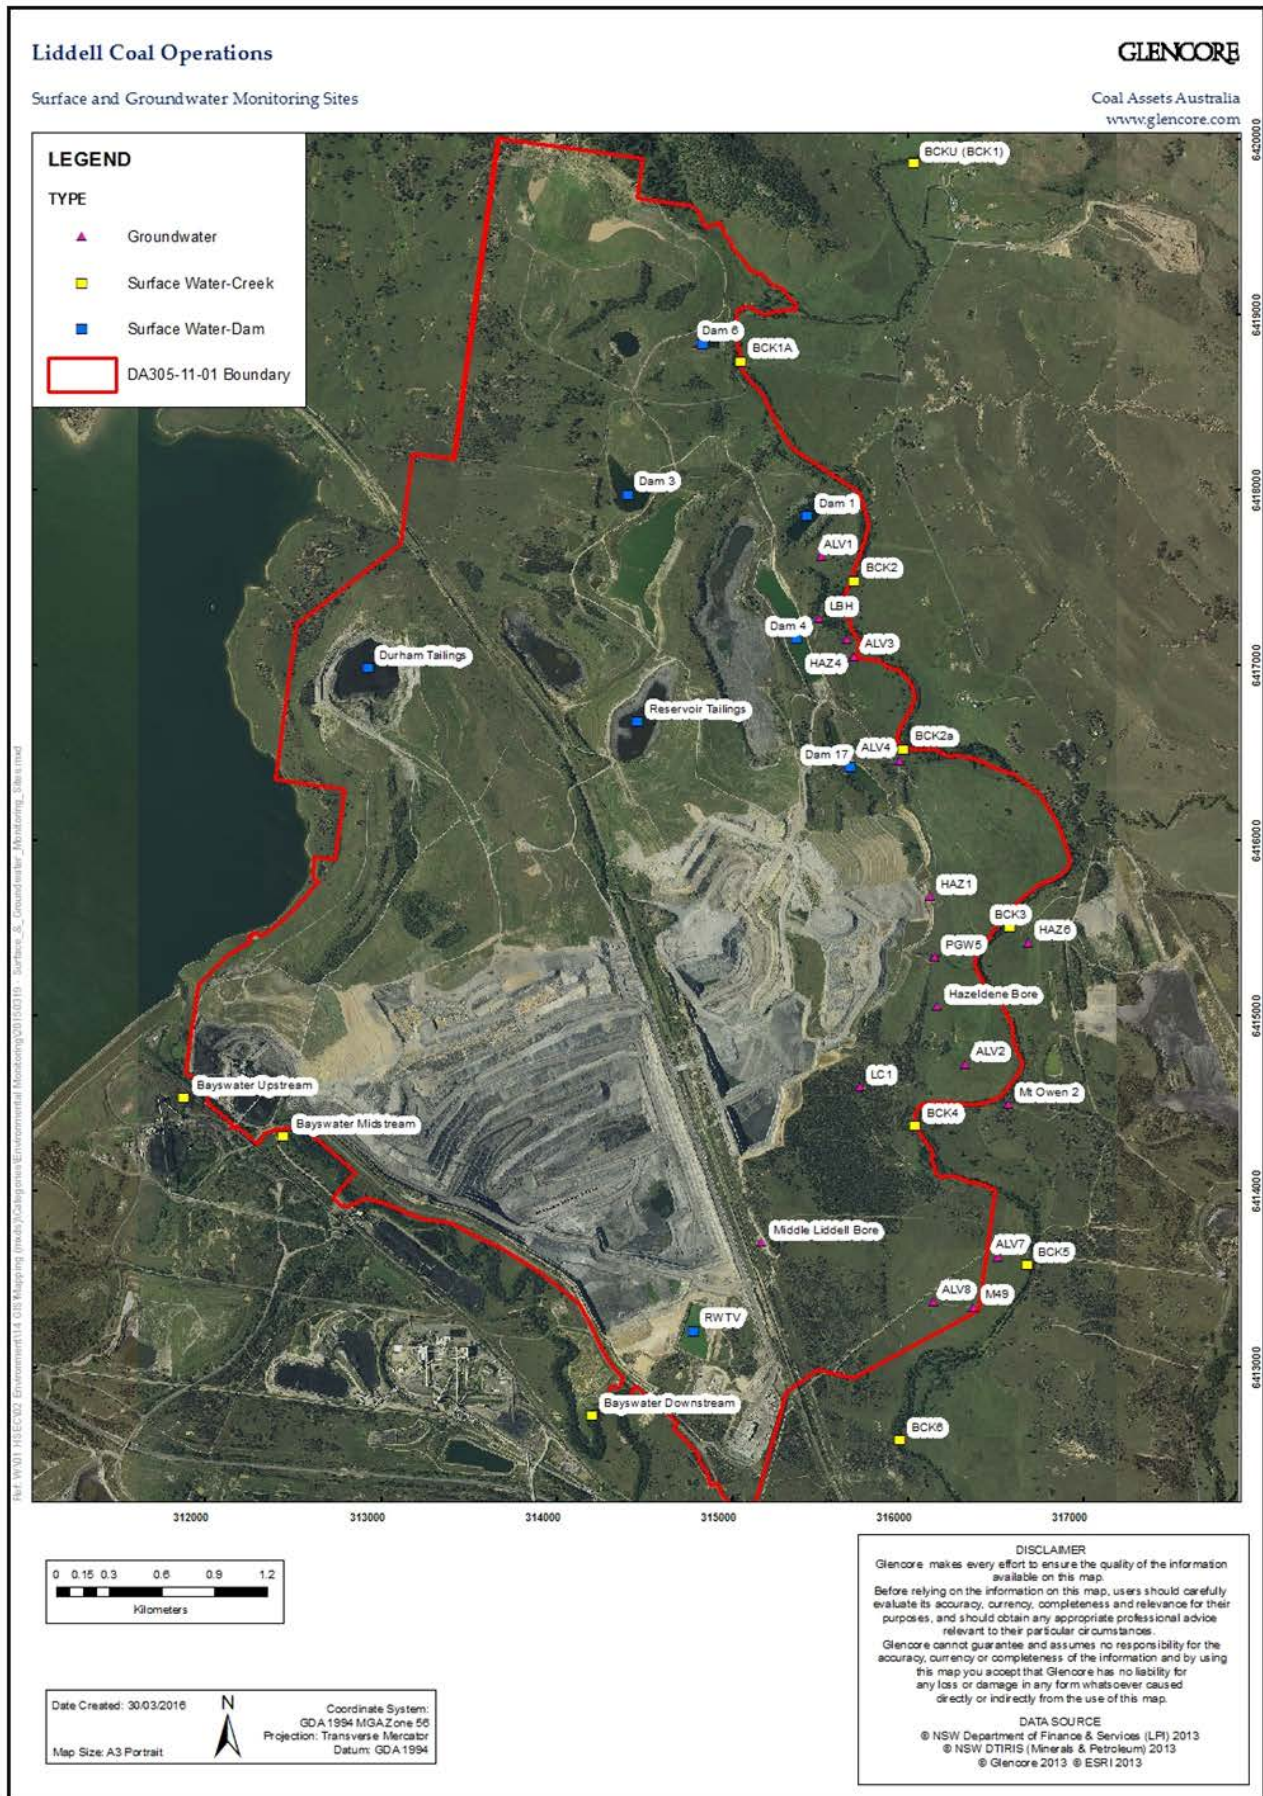 Liddell Coal Operations
GLENCORE
Surface and Groundwater Monitoring Sites
Coal Assets Australia
www.glencore.com
LEGEND
TYPE
Groundwater
Surface Water-Creek
Surface Water-Dam
DA305-11-01 Boundary
BCKU (BCK1)
Dam 6
BCK1A
Dam 3
Dam 1
ALV1
BCK2
LBH
Dam 4
ALV3
HAZ4
Durham Tailings
Reservoir Tailings
BCK2a
ALV4
Dam 17
HAZ1
BCK3
HAZ6
PGW5
Hazeldene Bore
ALV2
LC1
Mt Owen 2
Bayswater Upstream
BCK4
Bayswater Midstream
Middle Liddell Bore
ALV7
BCK5
ALV8
M49
RWTV
Bayswater Downstream
BCK6
6420000
6419000
6418000
6417000
6416000
6415000
6414000
6413000
312000
313000
314000
315000
316000
317000
0 0.15 0.3 0.6 0.9 1.2
Kilometers
Date Created: 30/03/2016
Map Size: A3 Portrait
N
Coordinate System:
GDA 1994 MGA Zone 56
Projection: Transverse Mercator
Datum: GDA 1994
DISCLAIMER
Glencore makes every effort to ensure the quality of the information
available on this map.
Before relying on the information on this map, users should carefully
evaluate its accuracy, currency, completeness and relevance for their
purposes, and should obtain any appropriate professional advice
relevant to their particular circumstances.
Glencore cannot guarantee and assumes no responsibility for the
accuracy, currency or completeness of the information and by using
this map you accept that Glencore has no liability for
any loss or damage in any form whatsoever caused
directly or indirectly from the use of this map.
DATA SOURCE
© NSW Department of Finance & Services (LPI) 2013
© NSW DTIRIS (Minerals & Petroleum) 2013
© Glencore 2013 © ESRI 2013